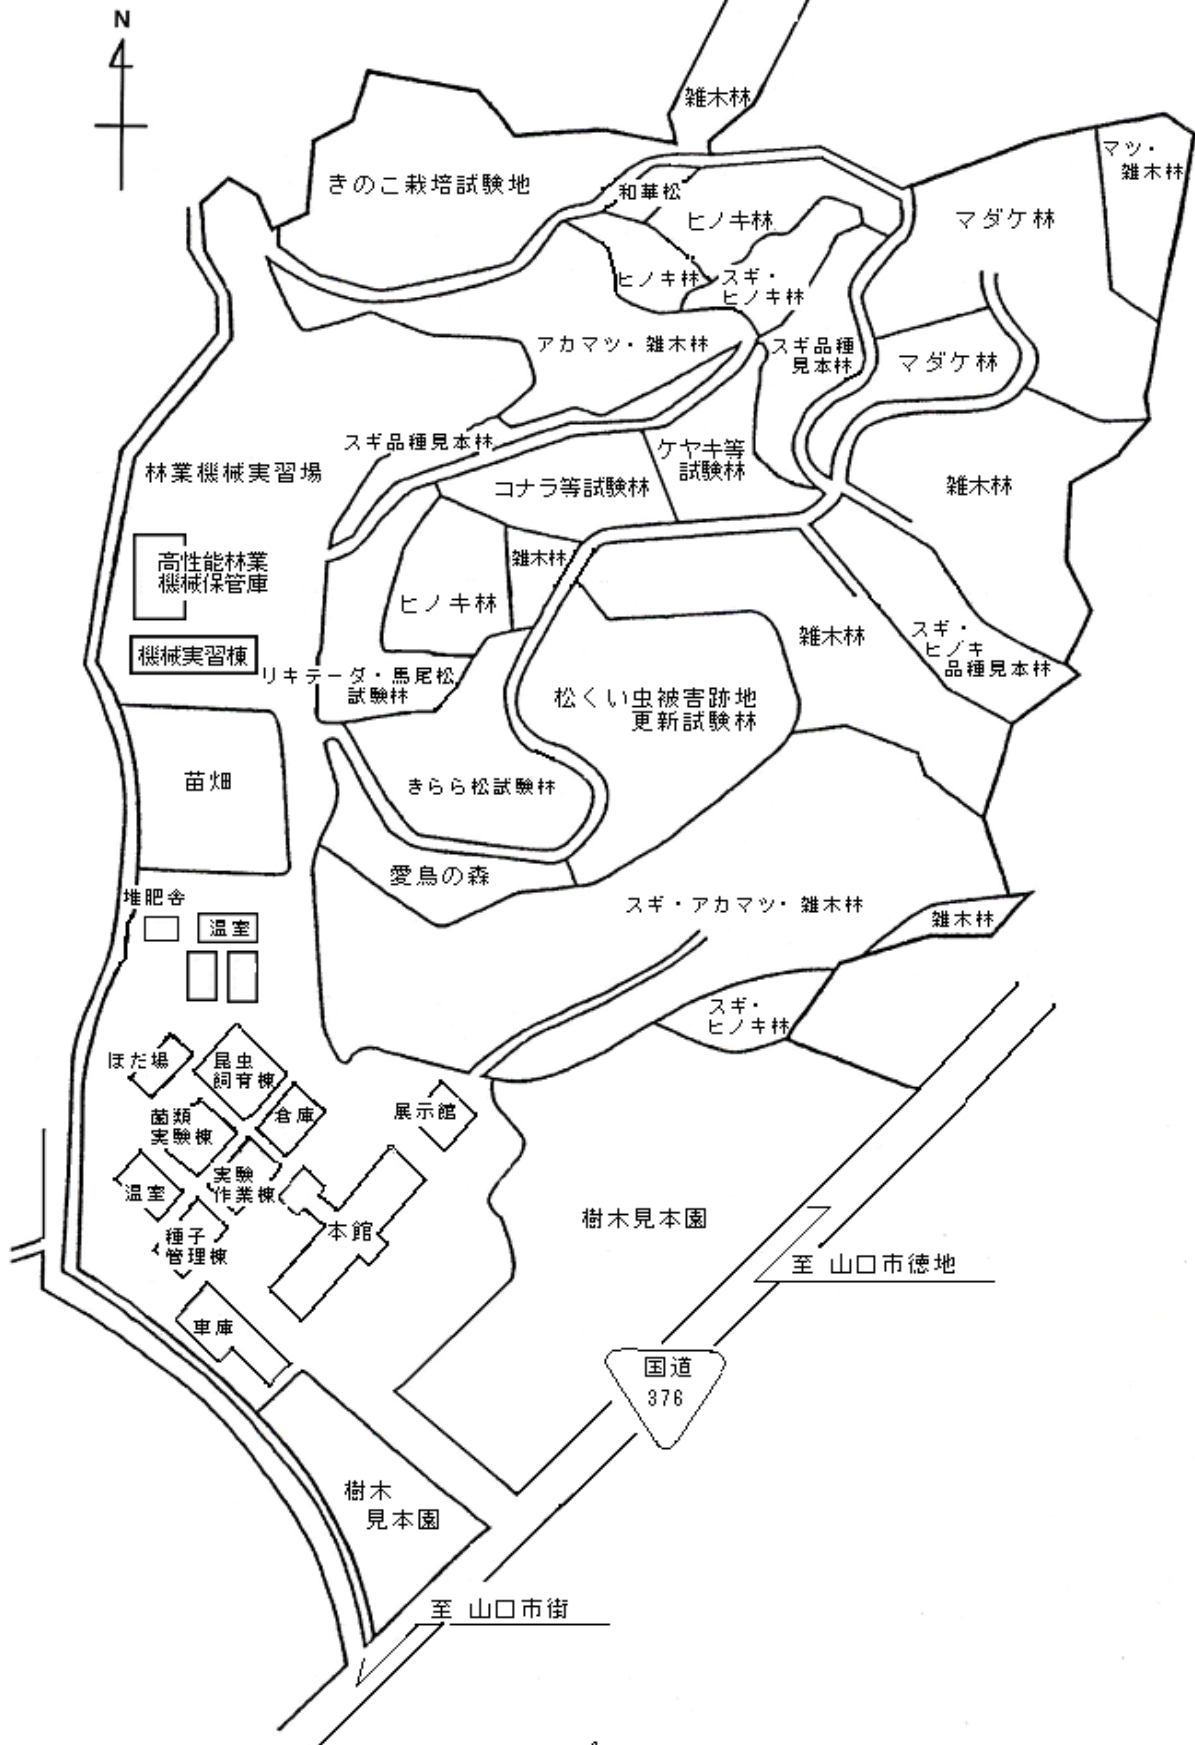 N
雑木林
マツ・
雑木林
きのこ栽培試験地
和華松
ヒノキ林
マダケ林
ヒノキ林
スギ・
ヒノキ林
アカマツ・雑木林
スギ品種
見本林
マダケ林
スギ品種見本林
ケヤキ等
試験林
林業機械実習場
コナラ等試験林
雑木林
高性能林業
機械保管庫
雑木林
ヒノキ林
雑木林
スギ・
ヒノキ
品種見本林
機械実習棟
リキテーダ・馬尾松
試験林
松くい虫被害跡地
更新試験林
苗畑
きらら松試験林
愛鳥の森
堆肥舎
温室
スギ・アカマツ・雑木林
雑木林
スギ・
ヒノキ林
ほだ場
昆虫
飼育棟
倉庫
展示館
菌類
実験棟
温室
実験
作業棟
種子
管理棟
本館
樹木見本園
至 山口市徳地
車庫
国道
376
樹木
見本園
至 山口市街